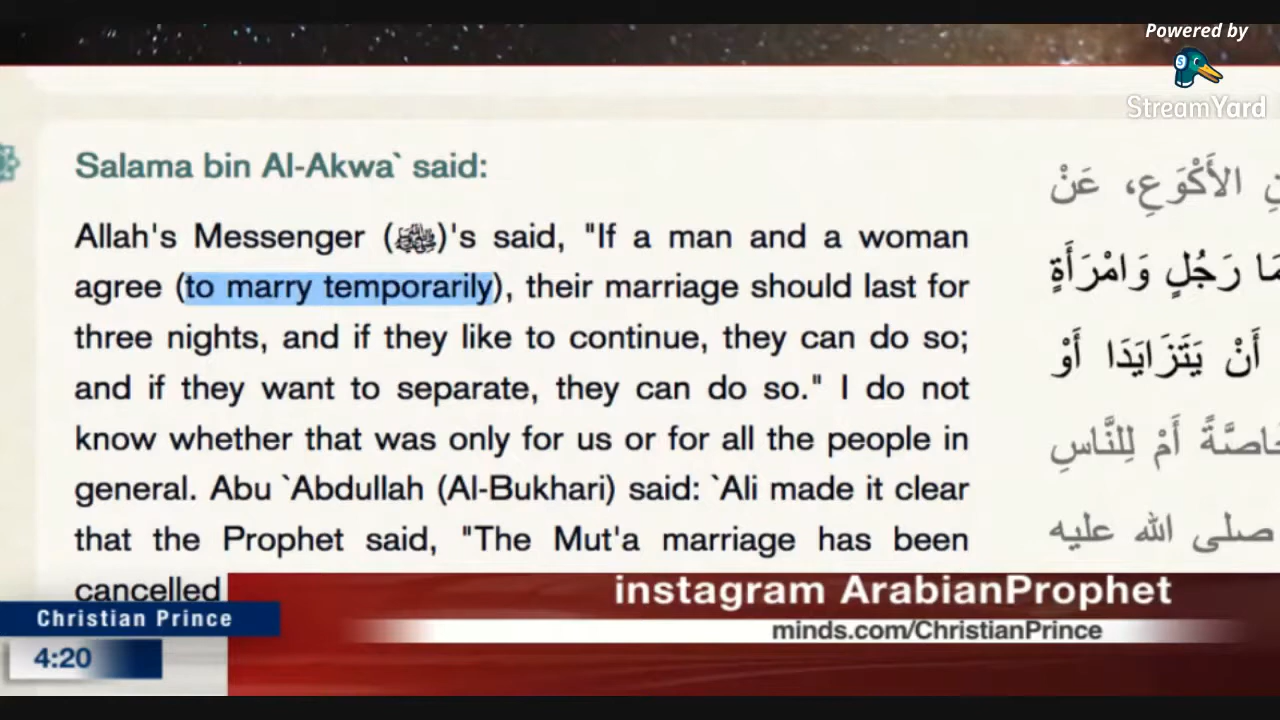 Powered by
StreamYard
Salama bin Al-Akwa` said:
Allah's Messenger (ﷺ)'s said, "If a man and a woman
agree (to marry temporarily), their marriage should last for
three nights, and if they like to continue, they can do so;
and if they want to separate, they can do so." I do not
know whether that was only for us or for all the people in
general. Abu `Abdullah (Al-Bukhari) said: `Ali made it clear
that the Prophet said, "The Mut'a marriage has been
cancelled
الأَكْوَعِ، عَنْ
رَجُلٍ وَامْرَأَةٍ
أَنْ يَتَزَايَدَا أَوْ
أَمْ لِلنَّاسِ
صلى الله عليه
instagram ArabianProphet
minds.com/ChristianPrince
Christian Prince
4:20